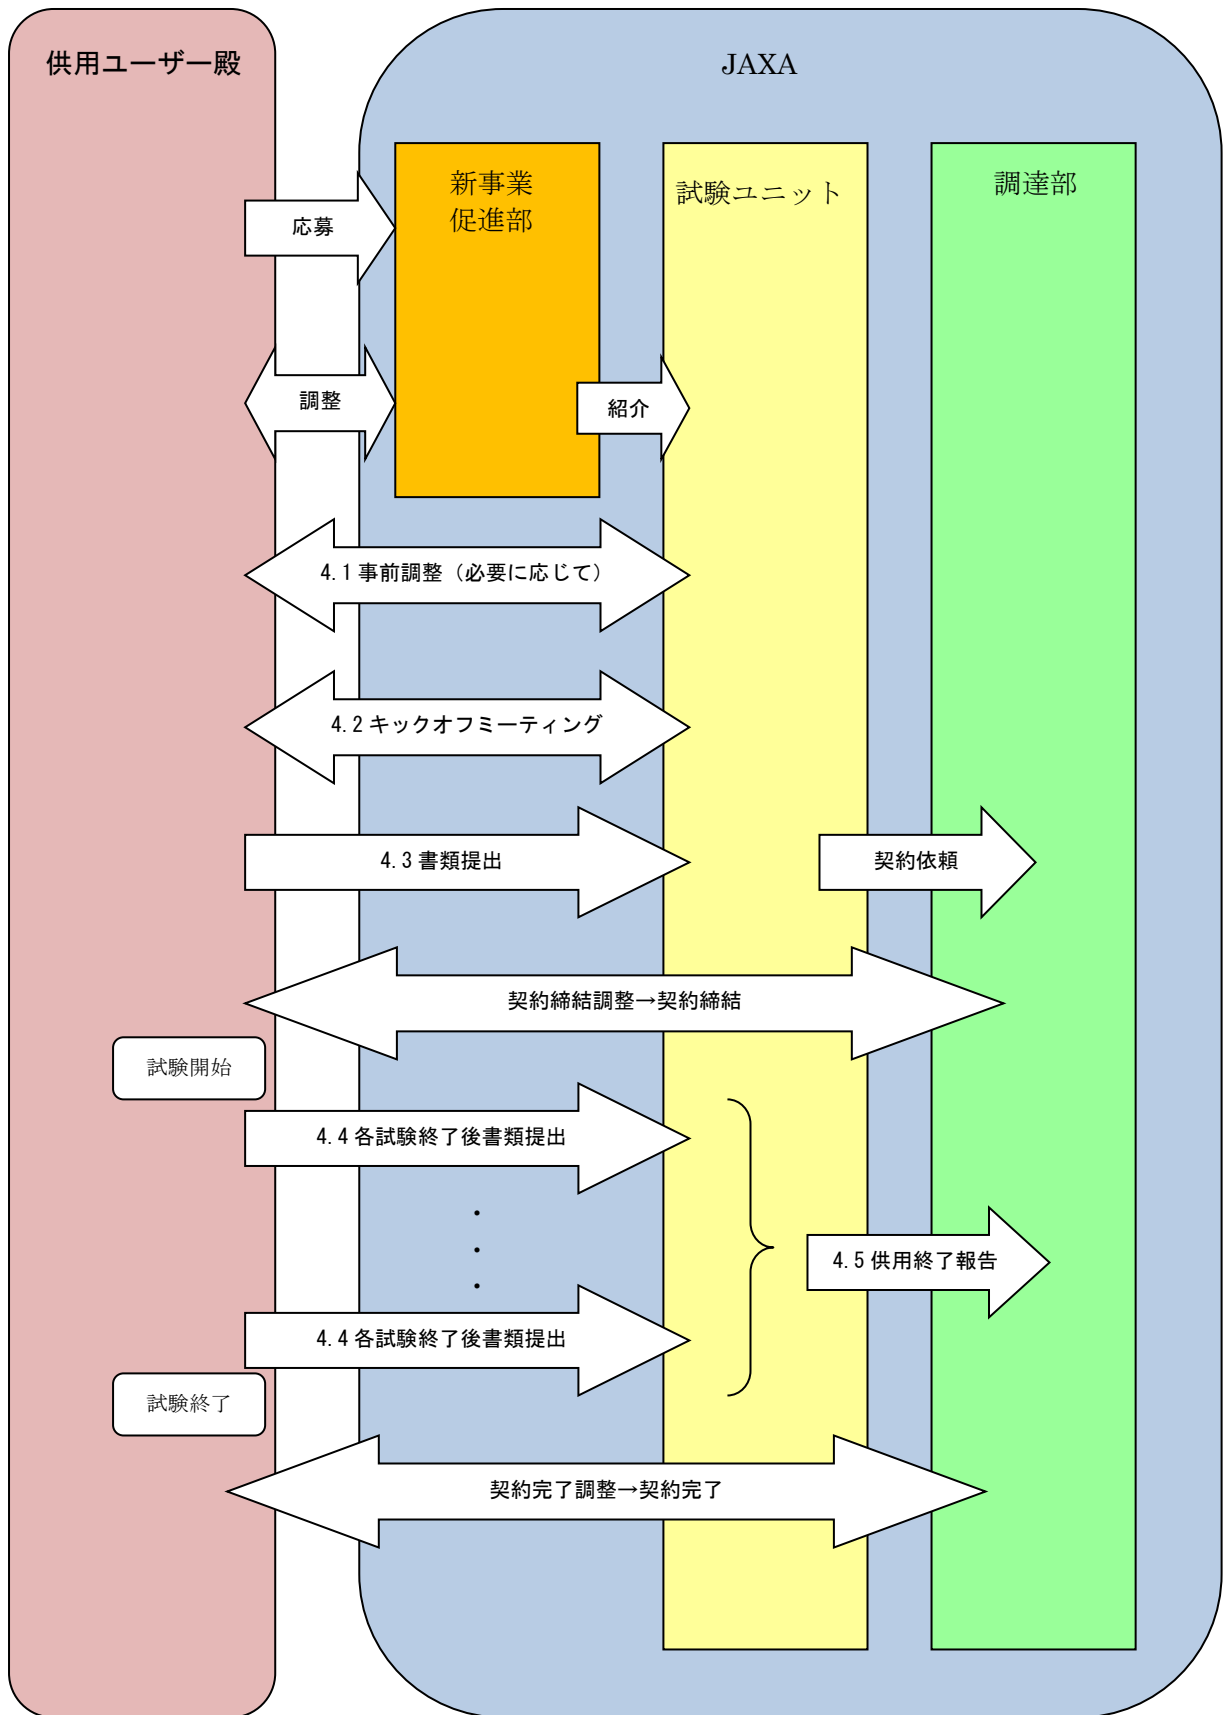 供用ユーザー殿
JAXA
新事業
促進部
試験ユニット
調達部
応募
調整
紹介
4.1 事前調整（必要に応じて）
4.2 キックオフミーティング
4.3 書類提出
契約依頼
契約締結調整→契約締結
試験開始
4.4 各試験終了後書類提出
・
・
・
4.5 供用終了報告
4.4 各試験終了後書類提出
試験終了
契約完了調整→契約完了